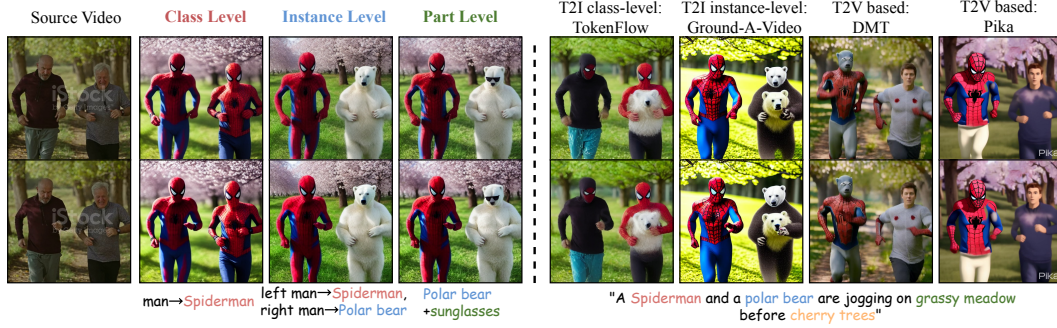 Source Video
Class Level
Instance Level
Part Level
T2I class-level:
TokenFlow
T2I instance-level:
Ground-A-Video
T2V based:
DMT
T2V based:
Pika
iStock
iStock
Pika
Pika
man→Spiderman
left man→Spiderman,
right man→Polar bear
Polar bear
+sunglasses
"A Spiderman and a polar bear are jogging on grassy meadow
before cherry trees"